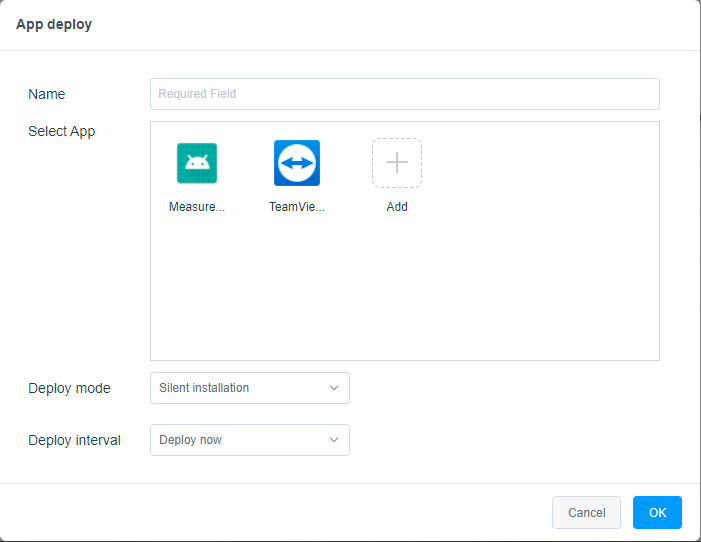 App deploy
Name
Required Field
Select App
Measure...
TeamVie...
Add
Deploy mode
Silent installation
Deploy interval
Deploy now
Cancel
OK